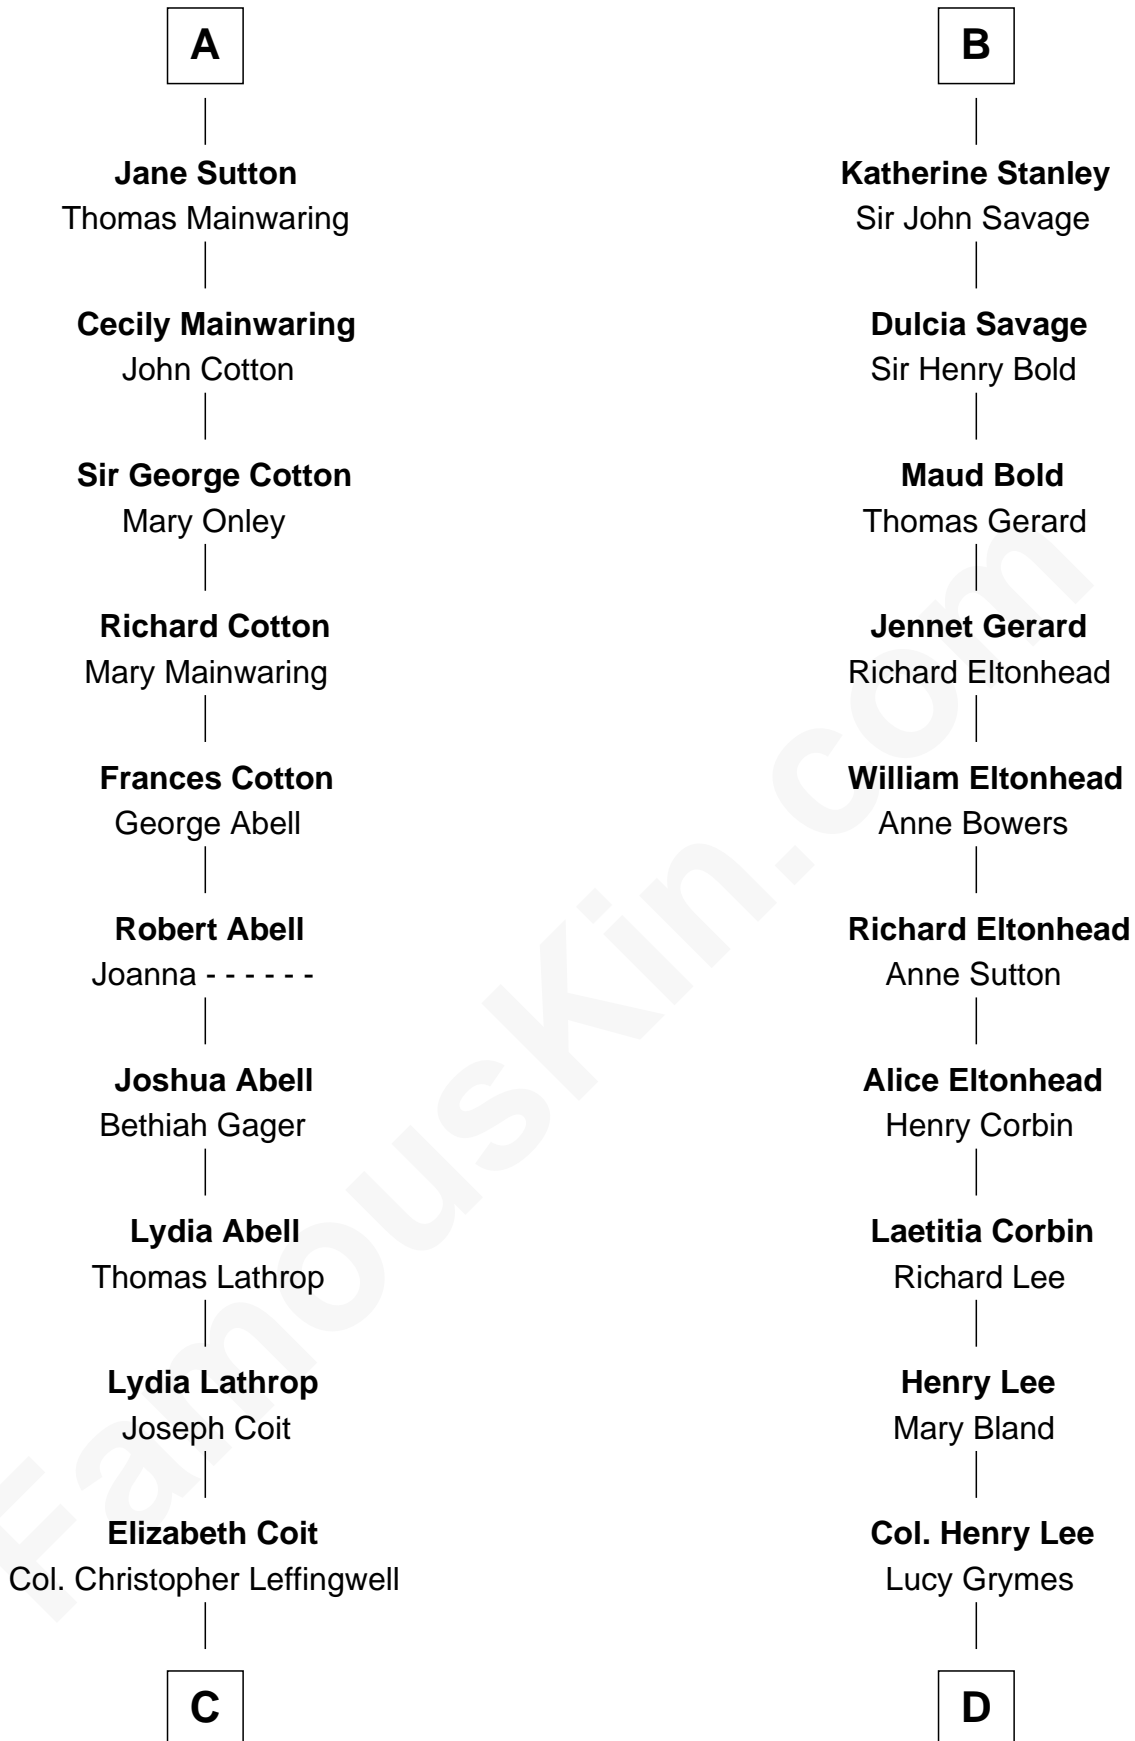 A
Jane Sutton
Thomas Mainwaring
Cecily Mainwaring
John Cotton
Sir George Cotton
Mary Onley
Richard Cotton
Mary Mainwaring
Frances Cotton
George Abell
Robert Abell
Joanna - - - - - -
Joshua Abell
Bethiah Gager
Lydia Abell
Thomas Lathrop
Lydia Lathrop
Joseph Coit
Elizabeth Coit
Col. Christopher Leffingwell
C
B
Katherine Stanley
Sir John Savage
Dulcia Savage
Sir Henry Bold
Maud Bold
Thomas Gerard
Jennet Gerard
Richard Eltonhead
William Eltonhead
Anne Bowers
Richard Eltonhead
Anne Sutton
Alice Eltonhead
Henry Corbin
Laetitia Corbin
Richard Lee
Henry Lee
Mary Bland
Col. Henry Lee
Lucy Grymes
D
FamousKin.com